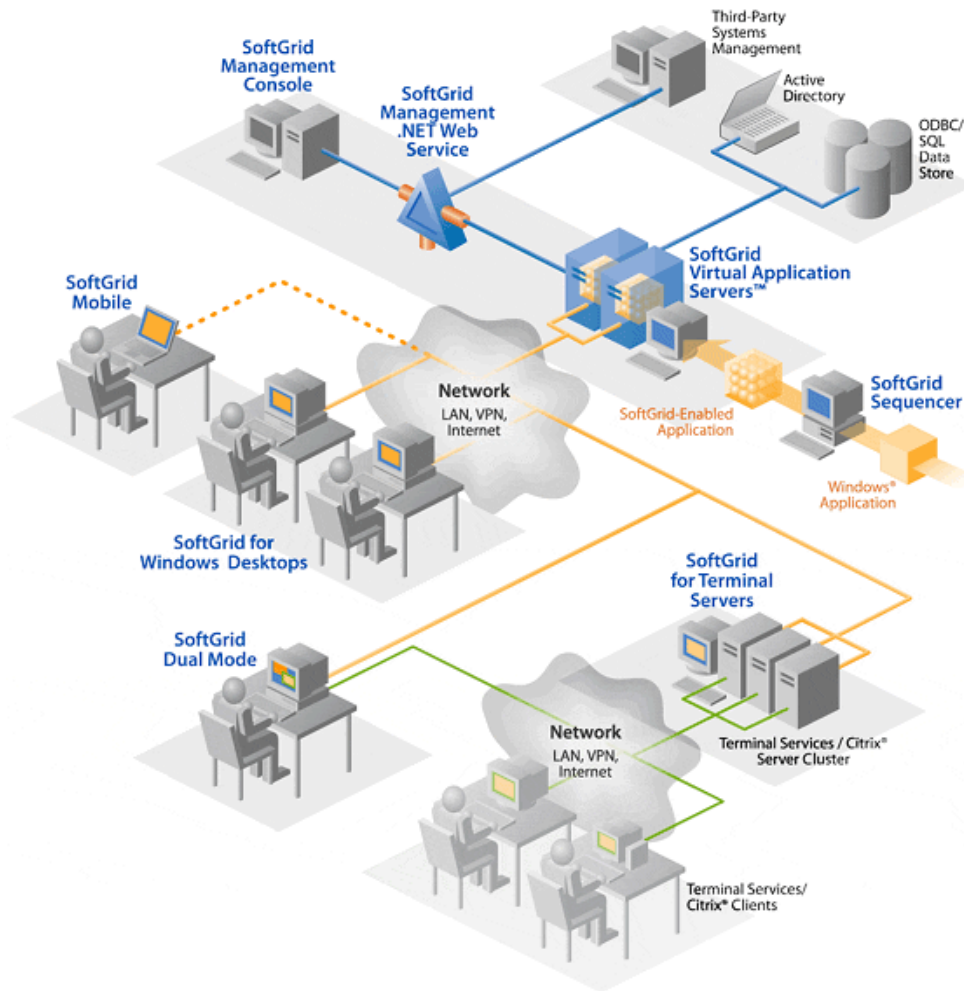 Third-Party
Systems
Management
SoftGrid
Management
Console
SoftGrid
Management
.NET Web
Service
Active
Directory
ODBC/
SQL
Data
Store
SoftGrid
Virtual Application
Servers™
SoftGrid
Mobile
Network
LAN, VPN,
Internet
SoftGrid-Enabled
Application
SoftGrid
Sequencer
Windows®
Application
SoftGrid for
Windows Desktops
SoftGrid
for Terminal
Servers
SoftGrid
Dual Mode
Network
LAN, VPN,
Internet
Terminal Services / Citrix®
Server Cluster
Terminal Services/
Citrix® Clients